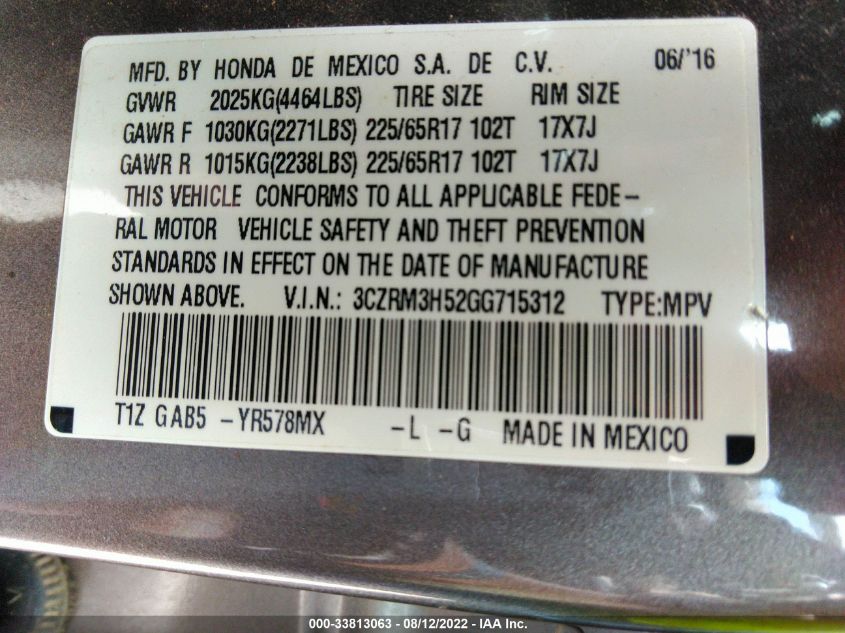 MFD. BY HONDA DE MEXICO S.A. DE C.V. 06/'16
GVWR 2025KG(4464LBS) TIRE SIZE RIM SIZE
GAWR F 1030KG(2271LBS) 225/65R17 102T 17X7J
GAWR R 1015KG(2238LBS) 225/65R17 102T 17X7J
THIS VEHICLE CONFORMS TO ALL APPLICABLE FEDE-
RAL MOTOR VEHICLE SAFETY AND THEFT PREVENTION
STANDARDS IN EFFECT ON THE DATE OF MANUFACTURE
SHOWN ABOVE. V.I.N.: 3CZRM3H52GG715312 TYPE:MPV
T1Z GAB5 -YR578MX -L -G MADE IN MEXICO
000-33813063 - 08/12/2022 - IAA Inc.